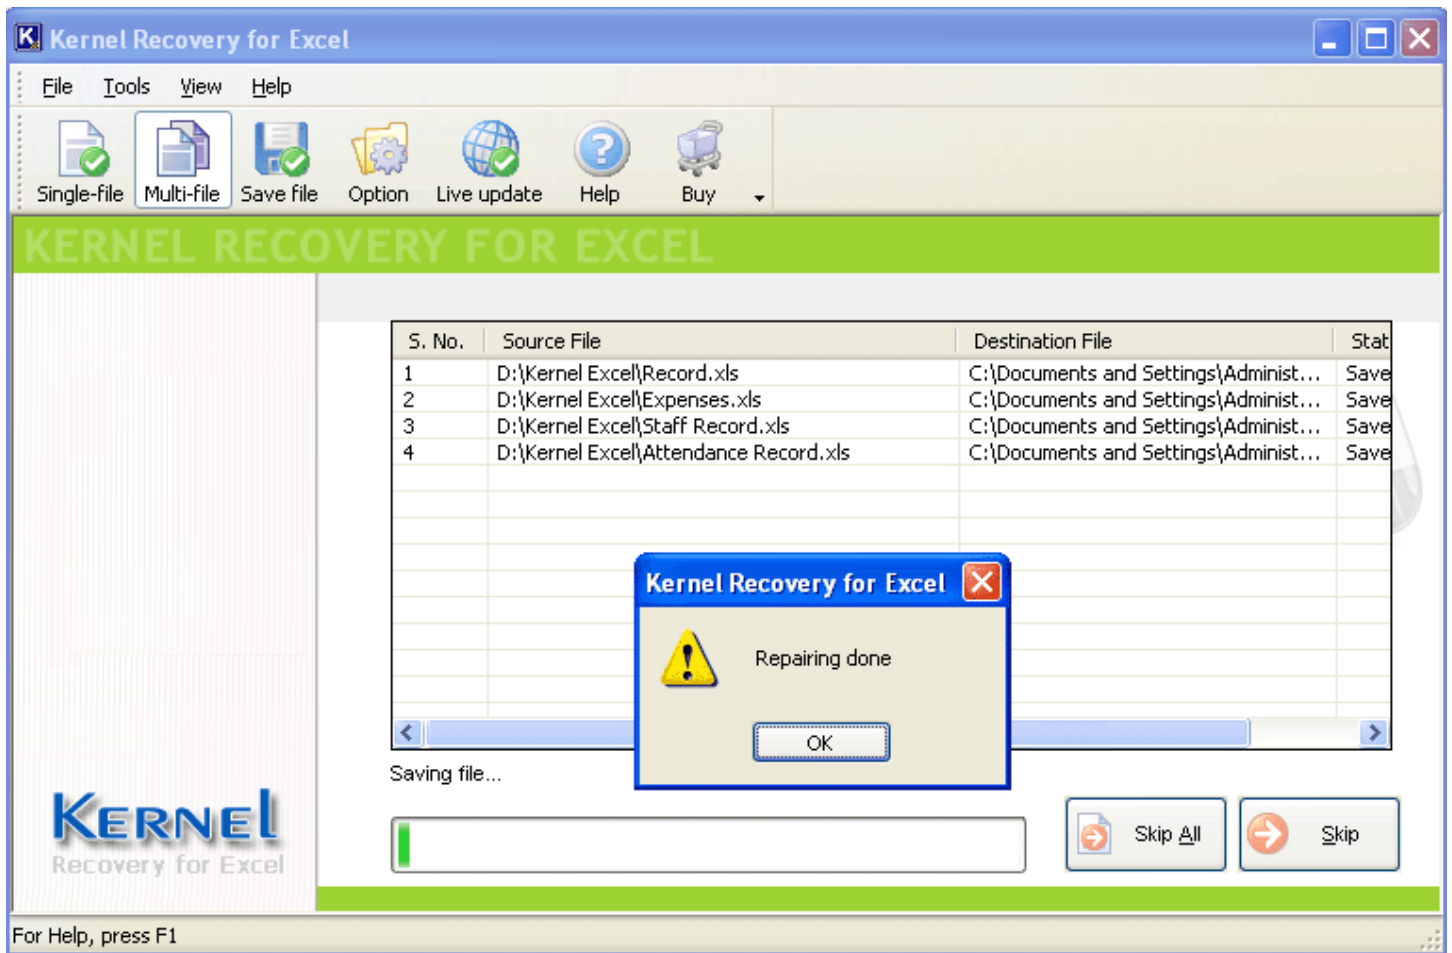 Kernel Recovery for Excel
File Tools View Help
Single-file Multi-file Save file Option Live update Help Buy
KERNEL RECOVERY FOR EXCEL
S. No. Source File Destination File Stat
1 D:\Kernel Excel\Record.xls C:\Documents and Settings\Administ... Save
2 D:\Kernel Excel\Expenses.xls C:\Documents and Settings\Administ... Save
3 D:\Kernel Excel\Staff Record.xls C:\Documents and Settings\Administ... Save
4 D:\Kernel Excel\Attendance Record.xls C:\Documents and Settings\Administ... Save
Kernel Recovery for Excel
Repairing done
OK
Saving file...
Skip All Skip
KERNEL
Recovery for Excel
For Help, press F1